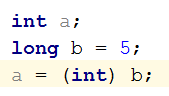 int a;
long b = 5;
a = (int) b;